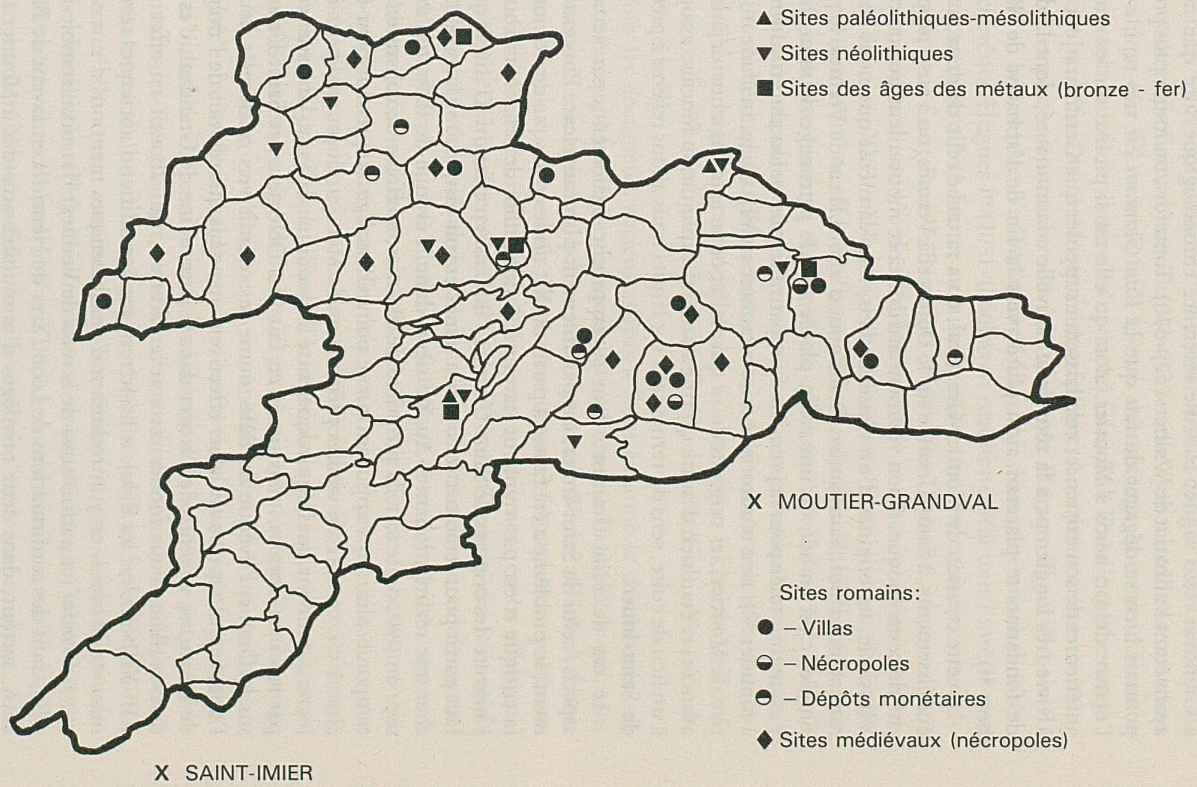 ▲ Sites paléolithiques-mésolithiques
▼ Sites néolithiques
■ Sites des âges des métaux (bronze - fer)
X MOUTIER-GRANDVAL
Sites romains:
● – Villas
◒ – Nécropoles
◓ – Dépôts monétaires
◆ Sites médiévaux (nécropoles)
X SAINT-IMIER